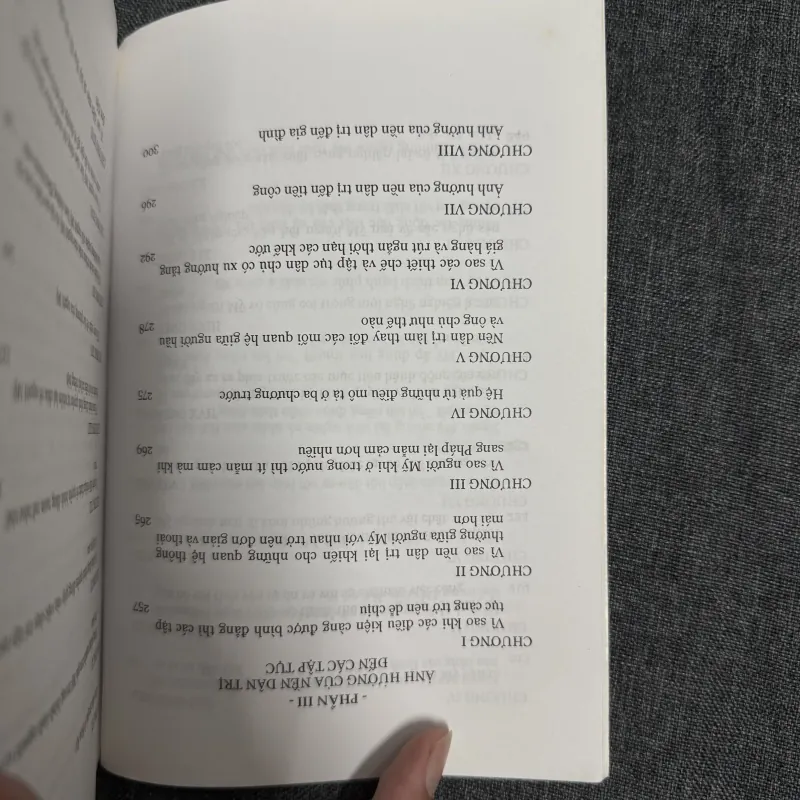 - PHẦN III -
ẢNH HƯỞNG CỦA NỀN DÂN TRỊ
ĐẾN CÁC TẬP TỤC
CHƯƠNG I
Vì sao khi các điều kiện càng được bình đẳng thì các tập
tục càng trở nên dễ chịu 257
CHƯƠNG II
Vì sao nền dân trị lại khiến cho những quan hệ thông
thường giữa người Mỹ với nhau trở nên đơn giản và thoải
mái hơn 265
CHƯƠNG III
Vì sao người Mỹ khi ở trong nước thì ít mẫn cảm mà khi
sang Pháp lại mẫn cảm hơn nhiều 269
CHƯƠNG IV
Hệ quả từ những điều mô tả ở ba chương trước 275
CHƯƠNG V
Nền dân trị làm thay đổi các mối quan hệ giữa người hầu
và ông chủ như thế nào 278
CHƯƠNG VI
Vì sao các thiết chế và tập tục dân chủ có xu hướng tăng
giá hàng và rút ngắn thời hạn các khế ước 292
CHƯƠNG VII
Ảnh hưởng của nền dân trị đến tiền công 296
CHƯƠNG VIII
Ảnh hưởng của nền dân trị đến gia đình 300